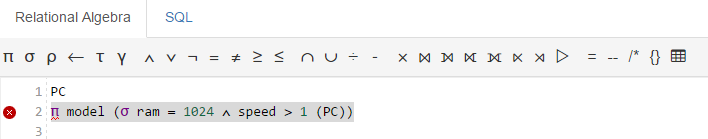 Relational Algebra SQL
π σ ρ ← τ γ ∧ ∨ ¬ = ≠ ≥ ≤ ∩ ∪ ÷ - × ⋈ ⟕ ⟖ ⟗ ⋉ ⋊ ▷ = -- /* {}
1 PC
2 π model (σ ram = 1024 ∧ speed > 1 (PC))
3